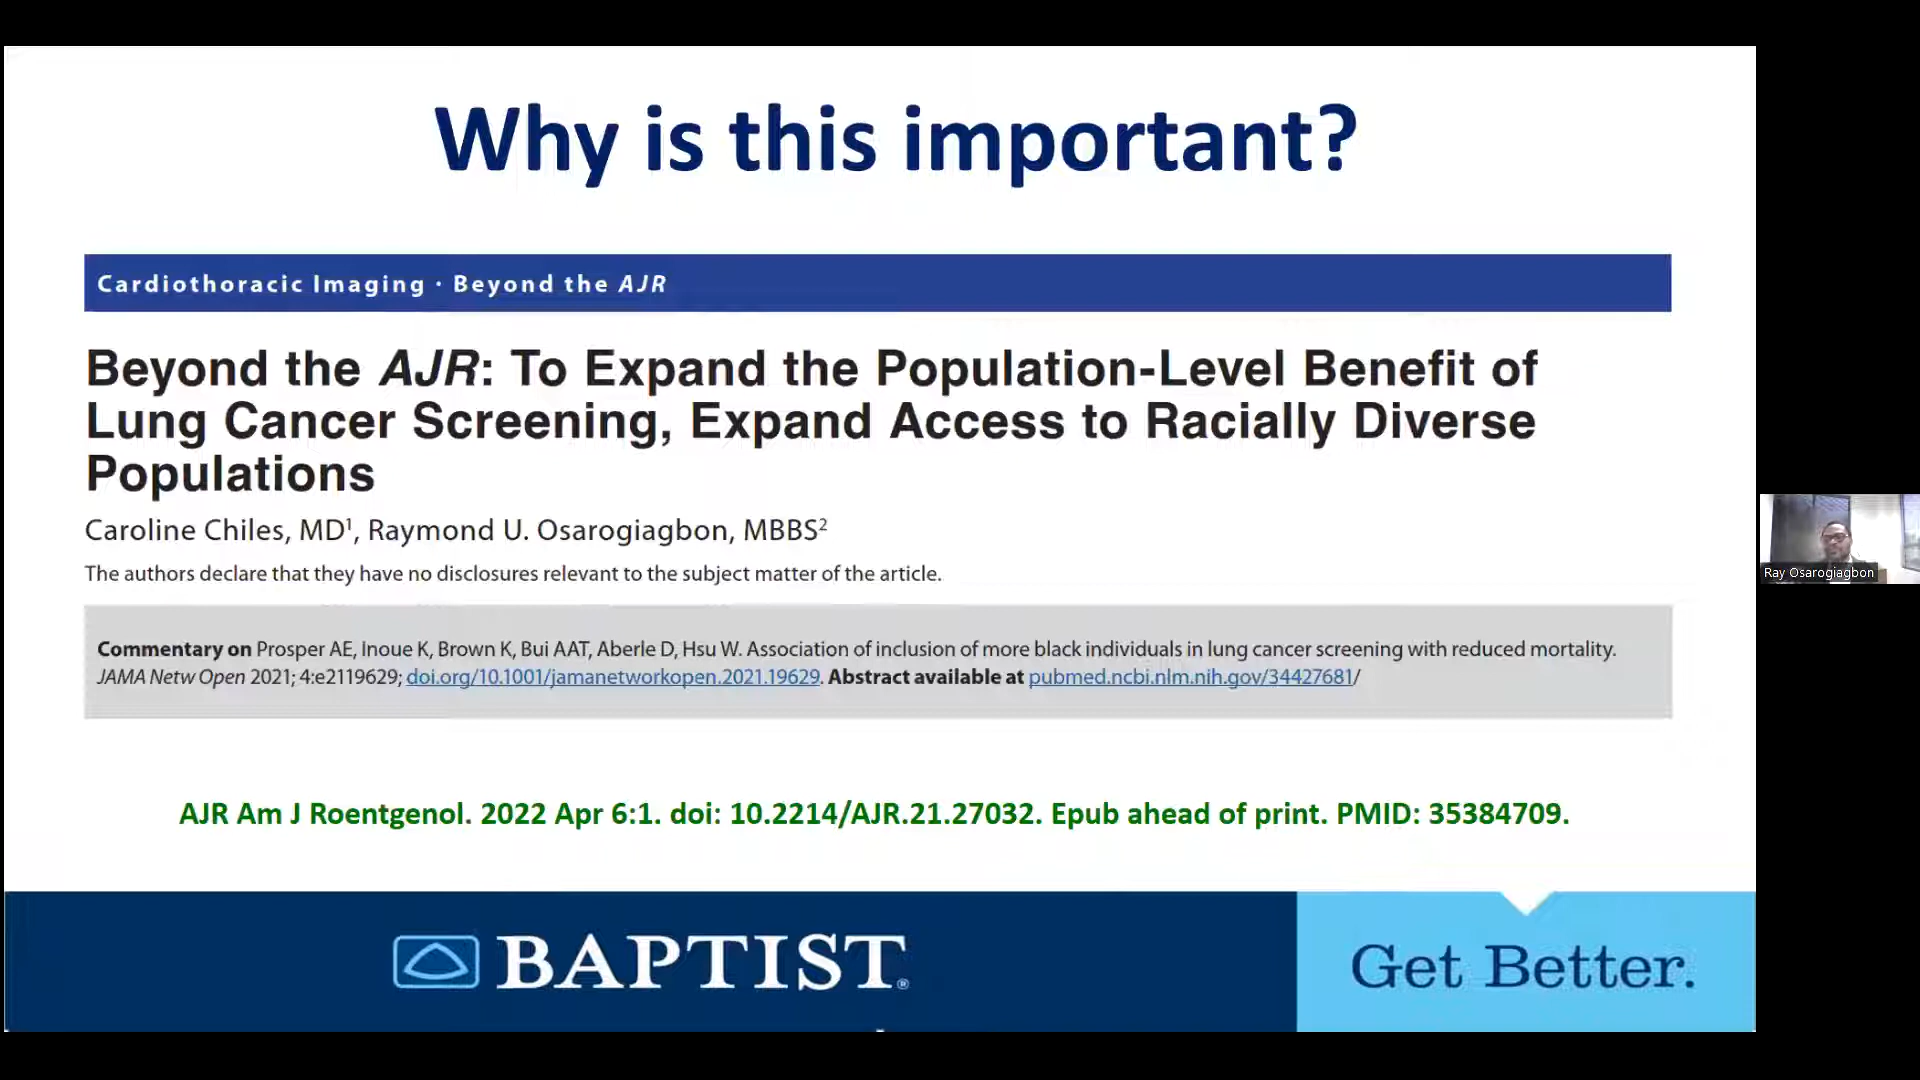 Why is this important?
Cardiothoracic Imaging · Beyond the AJR
Beyond the AJR: To Expand the Population-Level Benefit of
Lung Cancer Screening, Expand Access to Racially Diverse
Populations
Caroline Chiles, MD¹, Raymond U. Osarogiagbon, MBBS²
The authors declare that they have no disclosures relevant to the subject matter of the article.
Commentary on Prosper AE, Inoue K, Brown K, Bui AAT, Aberle D, Hsu W. Association of inclusion of more black individuals in lung cancer screening with reduced mortality.
JAMA Netw Open 2021; 4:e2119629; doi.org/10.1001/jamanetworkopen.2021.19629. Abstract available at pubmed.ncbi.nlm.nih.gov/34427681/
Ray Osarogiagbon
AJR Am J Roentgenol. 2022 Apr 6:1. doi: 10.2214/AJR.21.27032. Epub ahead of print. PMID: 35384709.
BAPTIST®
Get Better.